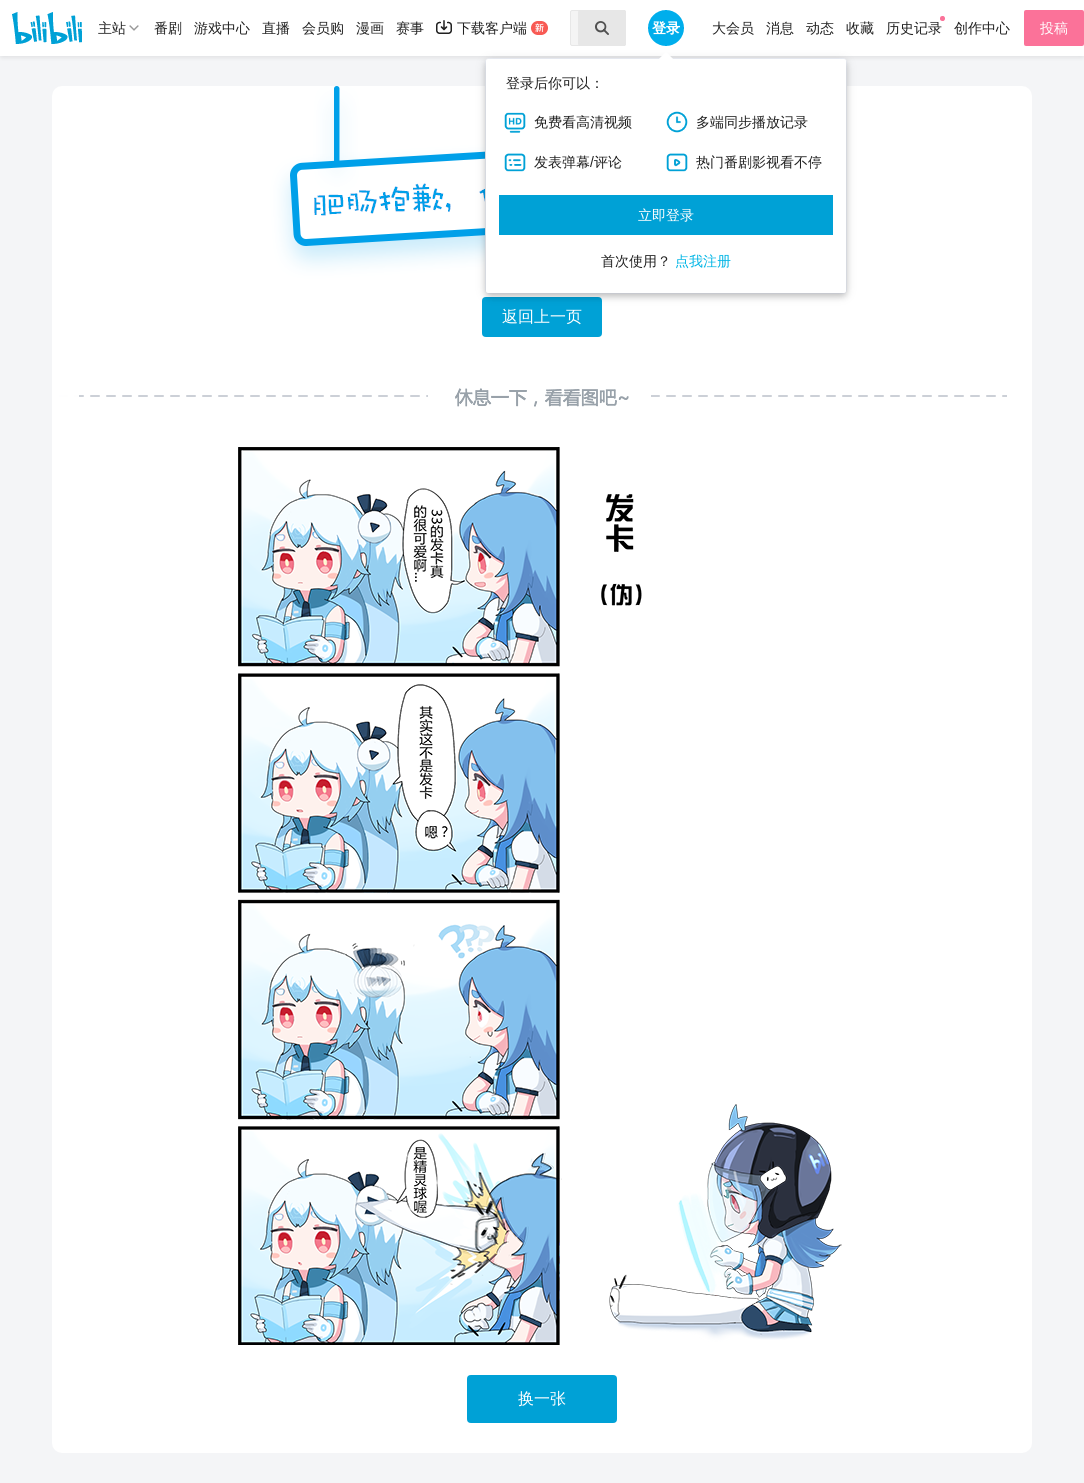 bilibili
主站 番剧 游戏中心 直播 会员购 漫画 赛事 下载客户端 新 登录 大会员 消息 动态 收藏 历史记录 创作中心 投稿
登录后你可以：
HD 免费看高清视频 多端同步播放记录
发表弹幕/评论 热门番剧影视看不停
立即登录
首次使用？ 点我注册
肥肠抱歉，
返回上一页
休息一下，看看图吧~
发卡
（伪）
33的发卡真
的很可爱啊...
其实这不是发卡
嗯？
???
是精灵球喔
换一张